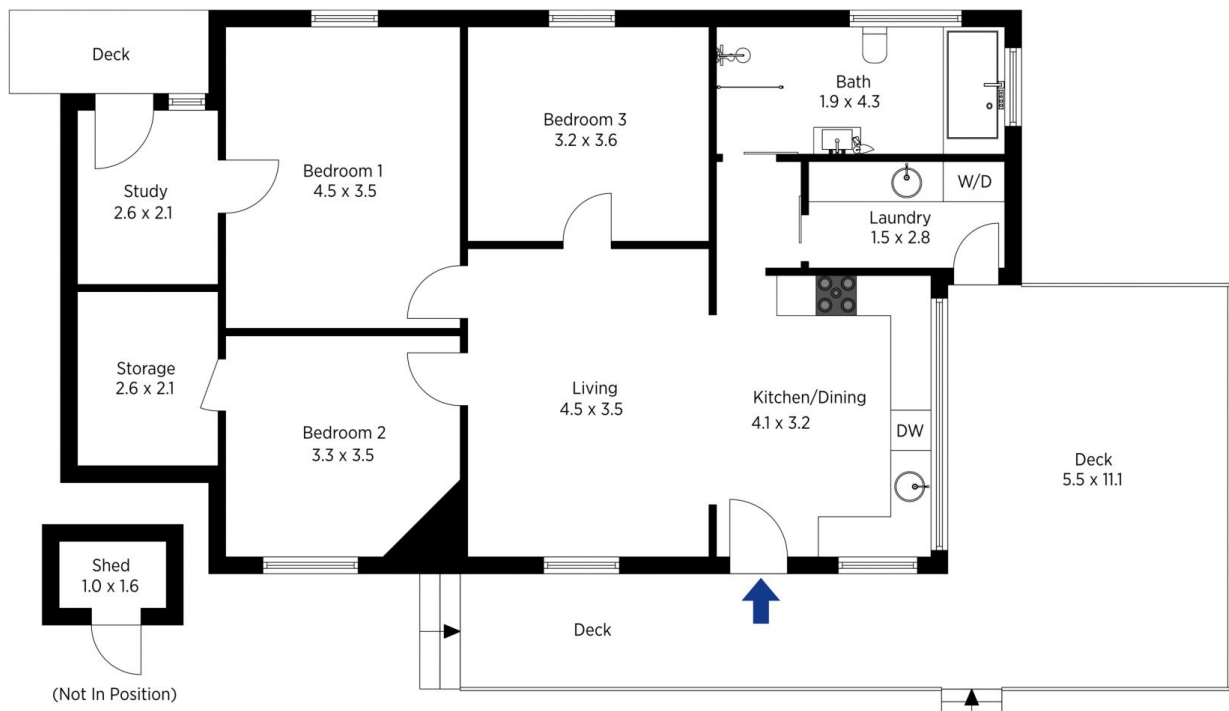 Deck
Bedroom 1
4.5 x 3.5
Bedroom 3
3.2 x 3.6
Bath
1.9 x 4.3
Study
2.6 x 2.1
W/D
Laundry
1.5 x 2.8
Storage
2.6 x 2.1
Bedroom 2
3.3 x 3.5
Living
4.5 x 3.5
Kitchen/Dining
4.1 x 3.2
DW
Deck
5.5 x 11.1
Shed
1.0 x 1.6
(Not In Position)
Deck